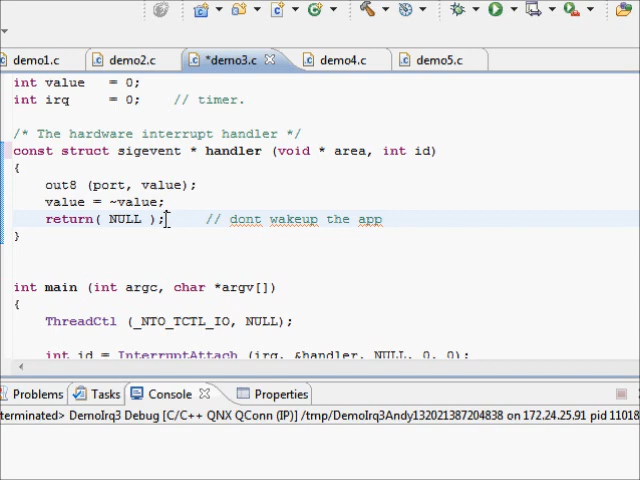 demo1.c demo2.c *demo3.c demo4.c demo5.c
int value = 0;
int irq = 0; // timer.
/* The hardware interrupt handler */
const struct sigevent * handler (void * area, int id)
{
out8 (port, value);
value = ~value;
return( NULL ); // dont wakeup the app
}
int main (int argc, char *argv[])
{
ThreadCtl (_NTO_TCTL_IO, NULL);
int id = InterruptAttach (irq, &handler, NULL, 0, 0);
Problems Tasks Console Properties
terminated> DemoIrq3 Debug [C/C++ QNX QConn (IP)] /tmp/DemoIrq3Andy132021387204838 on 172.24.25.91 pid 11018